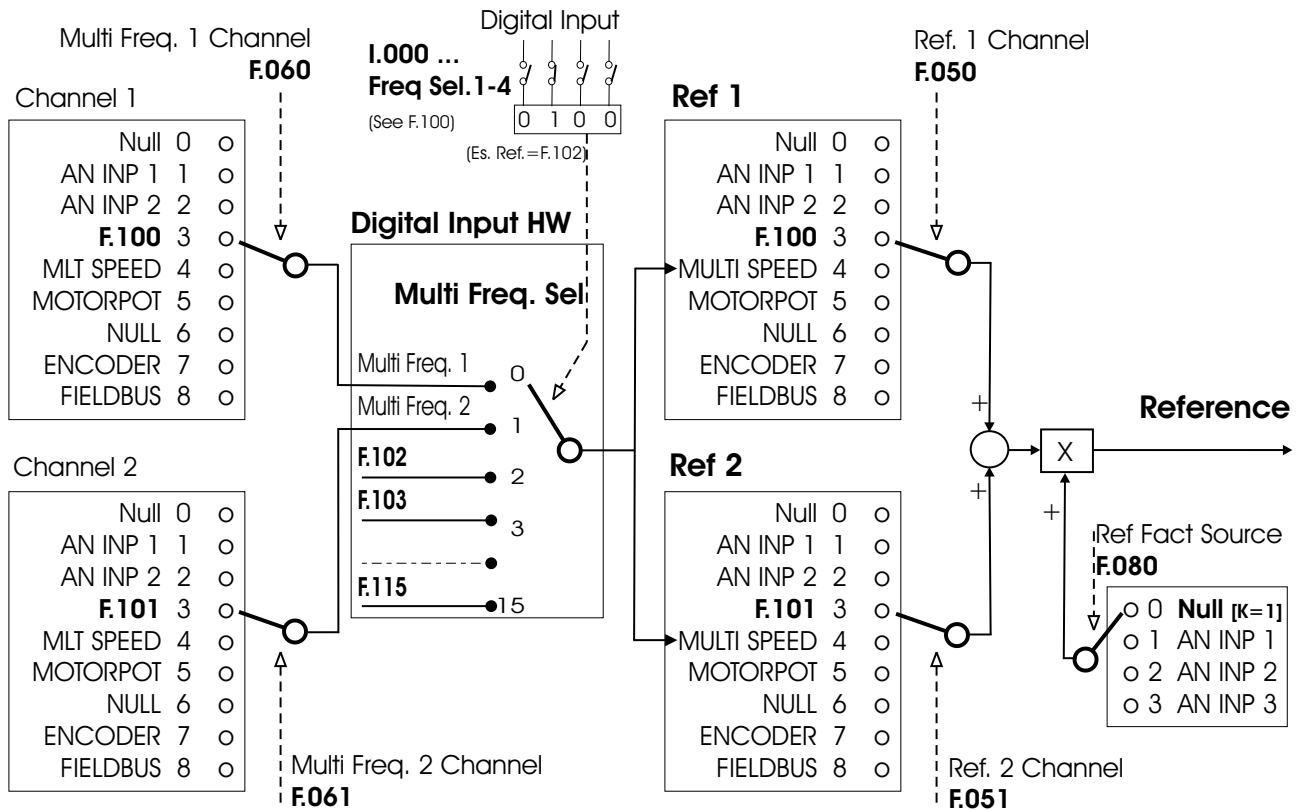 Multi Freq. 1 Channel
F.060
Channel 1
Null 0
AN INP 1 1
AN INP 2 2
F.100 3
MLT SPEED 4
MOTORPOT 5
NULL 6
ENCODER 7
FIELDBUS 8
Channel 2
Null 0
AN INP 1 1
AN INP 2 2
F.101 3
MLT SPEED 4
MOTORPOT 5
NULL 6
ENCODER 7
FIELDBUS 8
Multi Freq. 2 Channel
F.061
Digital Input
I.000 ...
Freq Sel.1-4
(See F.100)
0 1 0 0
(Es. Ref.=F.102)
Digital Input HW
Multi Freq. Sel
Multi Freq. 1
0
Multi Freq. 2
1
F.102
2
F.103
3
F.115
15
Ref. 1 Channel
F.050
Ref 1
Null 0
AN INP 1 1
AN INP 2 2
F.100 3
MULTI SPEED 4
MOTORPOT 5
NULL 6
ENCODER 7
FIELDBUS 8
Ref 2
Null 0
AN INP 1 1
AN INP 2 2
F.101 3
MULTI SPEED 4
MOTORPOT 5
NULL 6
ENCODER 7
FIELDBUS 8
Ref. 2 Channel
F.051
+
+
X
+
Reference
Ref Fact Source
F.080
0 Null [K=1]
1 AN INP 1
2 AN INP 2
3 AN INP 3